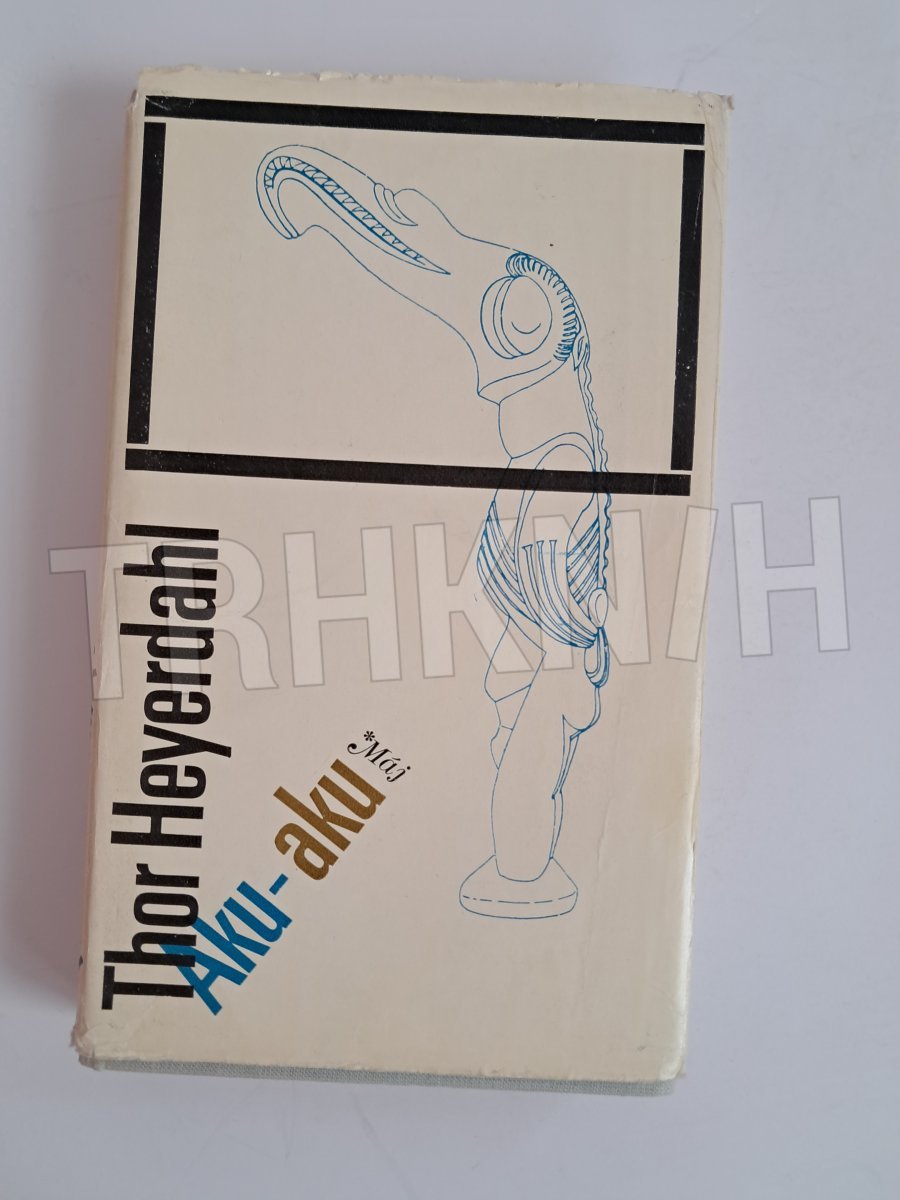 Thor Heyerdahl
Aku-aku
*Máj
TRHKNIH